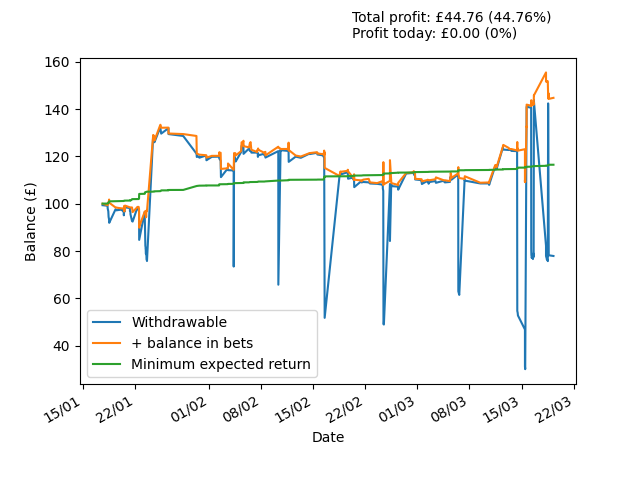 Total profit: £44.76 (44.76%)
Profit today: £0.00 (0%)
160
140
120
100
80
60
40
Balance (£)
Withdrawable
+ balance in bets
Minimum expected return
15/01
22/01
01/02
08/02
15/02
22/02
01/03
08/03
15/03
22/03
Date